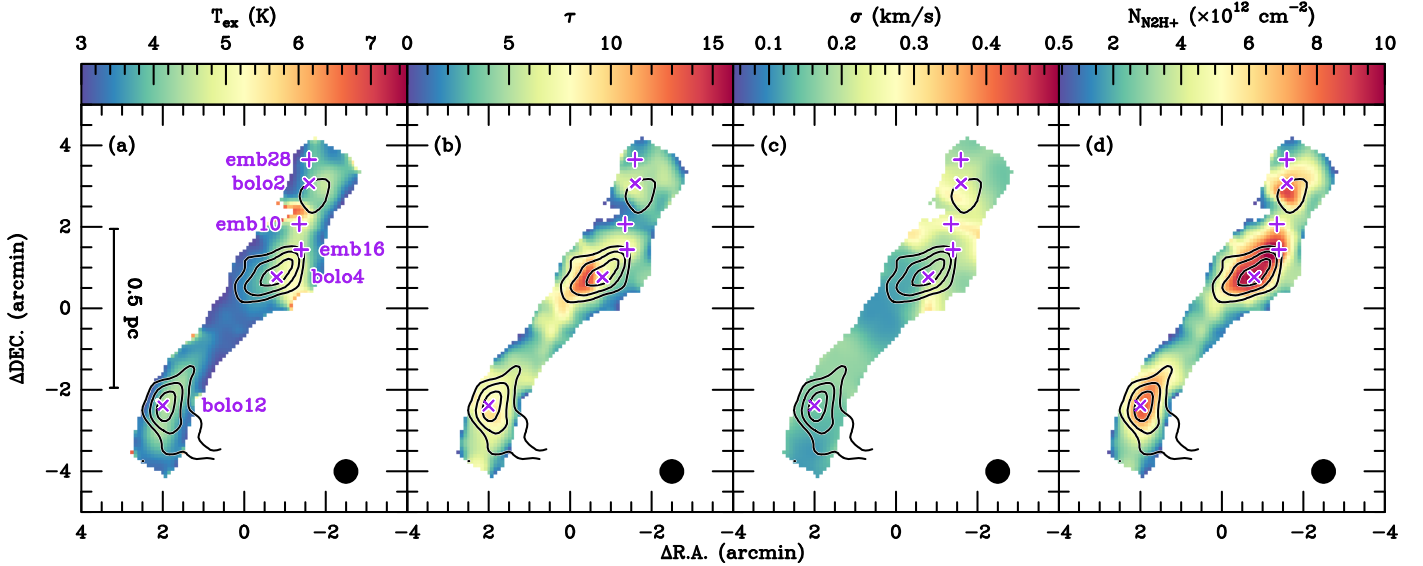 T_ex (K) τ σ (km/s) N_N2H+ (×10^12 cm^−2)
3 4 5 6 7 0 5 10 15 0.1 0.2 0.3 0.4 0.5 2 4 6 8 10
(a) (b) (c) (d)
emb28
bolo2
emb10
emb16
bolo4
bolo12
0.5 pc
ΔDEC. (arcmin)
4
2
0
−2
−4
4 2 0 −2 −4 2 0 −2 −4 2 0 −2 −4 2 0 −2 −4
ΔR.A. (arcmin)